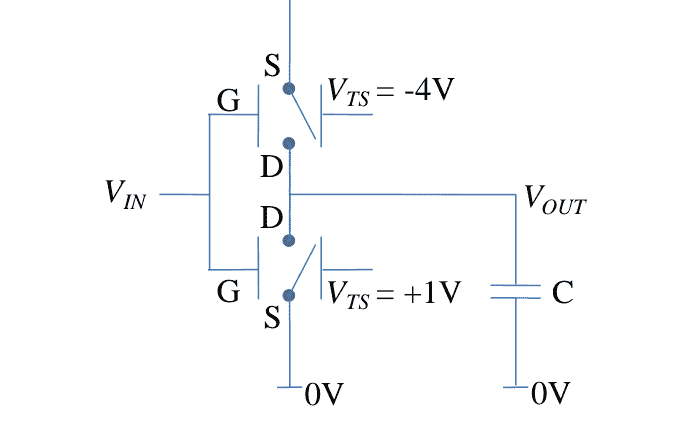 S
G
V_TS = -4V
D
V_IN
V_OUT
D
G
V_TS = +1V
C
S
0V
0V